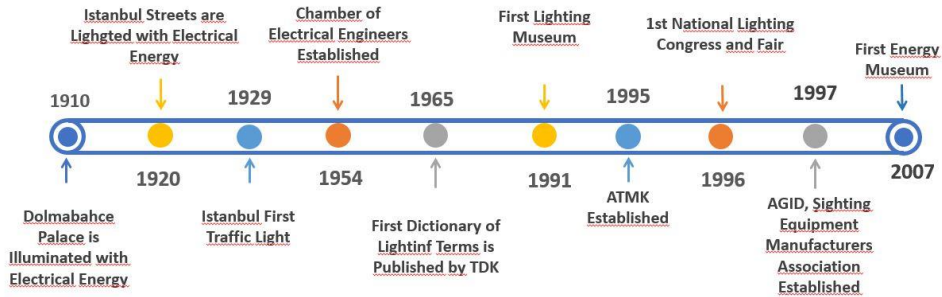 Istanbul Streets are
Lighgted with Electrical
Energy
Chamber of
Electrical Engineers
Established
First Lighting
Museum
1st National Lighting
Congress and Fair
First Energy
Museum
1910
1929
1965
1995
1997
1920
1954
1991
1996
2007
Dolmabahce
Palace is
Illuminated with
Electrical Energy
Istanbul First
Traffic Light
First Dictionary of
Lightinf Terms is
Published by TDK
ATMK
Established
AGID, Sighting
Equipment
Manufacturers
Association
Established